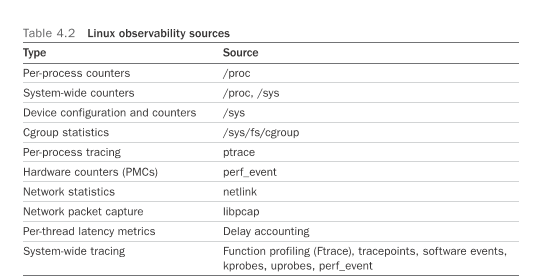 Table 4.2 Linux observability sources
Type Source
Per-process counters /proc
System-wide counters /proc, /sys
Device configuration and counters /sys
Cgroup statistics /sys/fs/cgroup
Per-process tracing ptrace
Hardware counters (PMCs) perf_event
Network statistics netlink
Network packet capture libpcap
Per-thread latency metrics Delay accounting
System-wide tracing Function profiling (Ftrace), tracepoints, software events,
kprobes, uprobes, perf_event